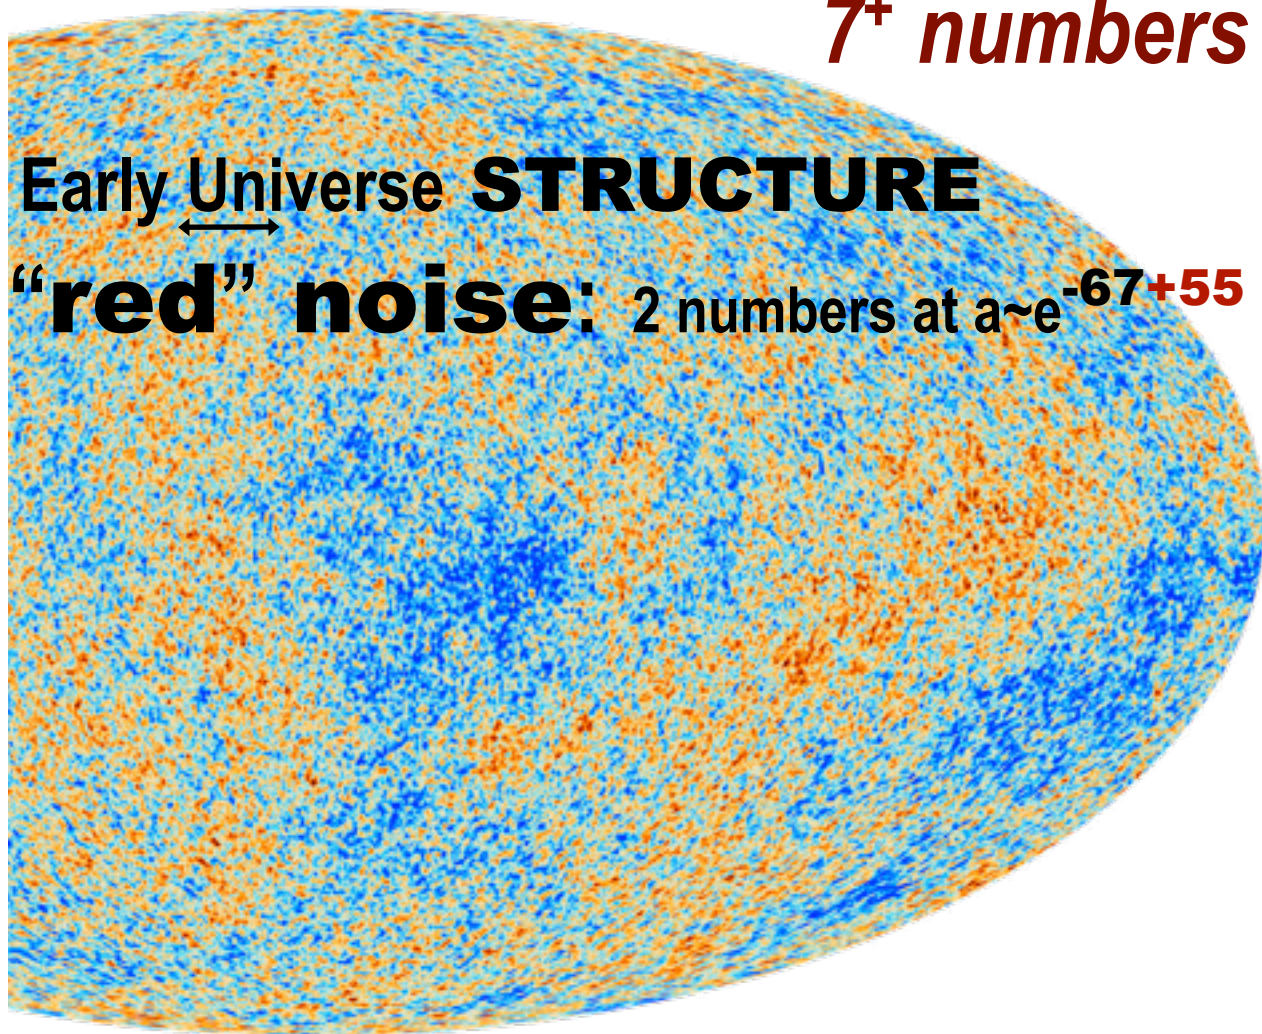 7⁺ numbers
Early Universe STRUCTURE
“red” noise: 2 numbers at a~e⁻⁶⁷⁺⁵⁵